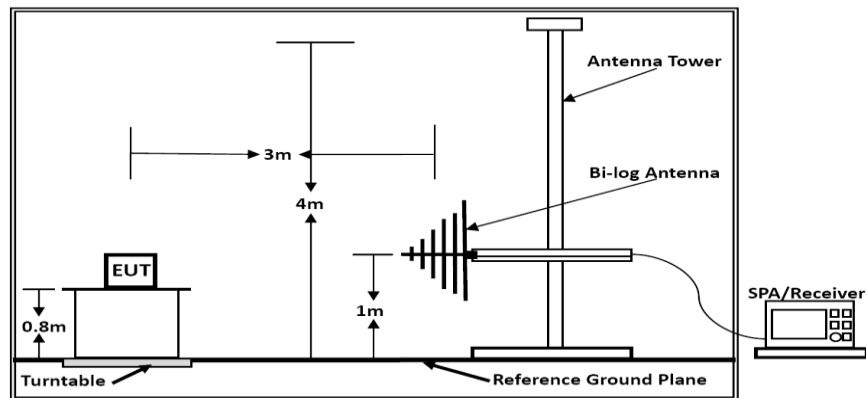 Antenna Tower
3m
Bi-log Antenna
4m
EUT
SPA/Receiver
0.8m
1m
Turntable
Reference Ground Plane